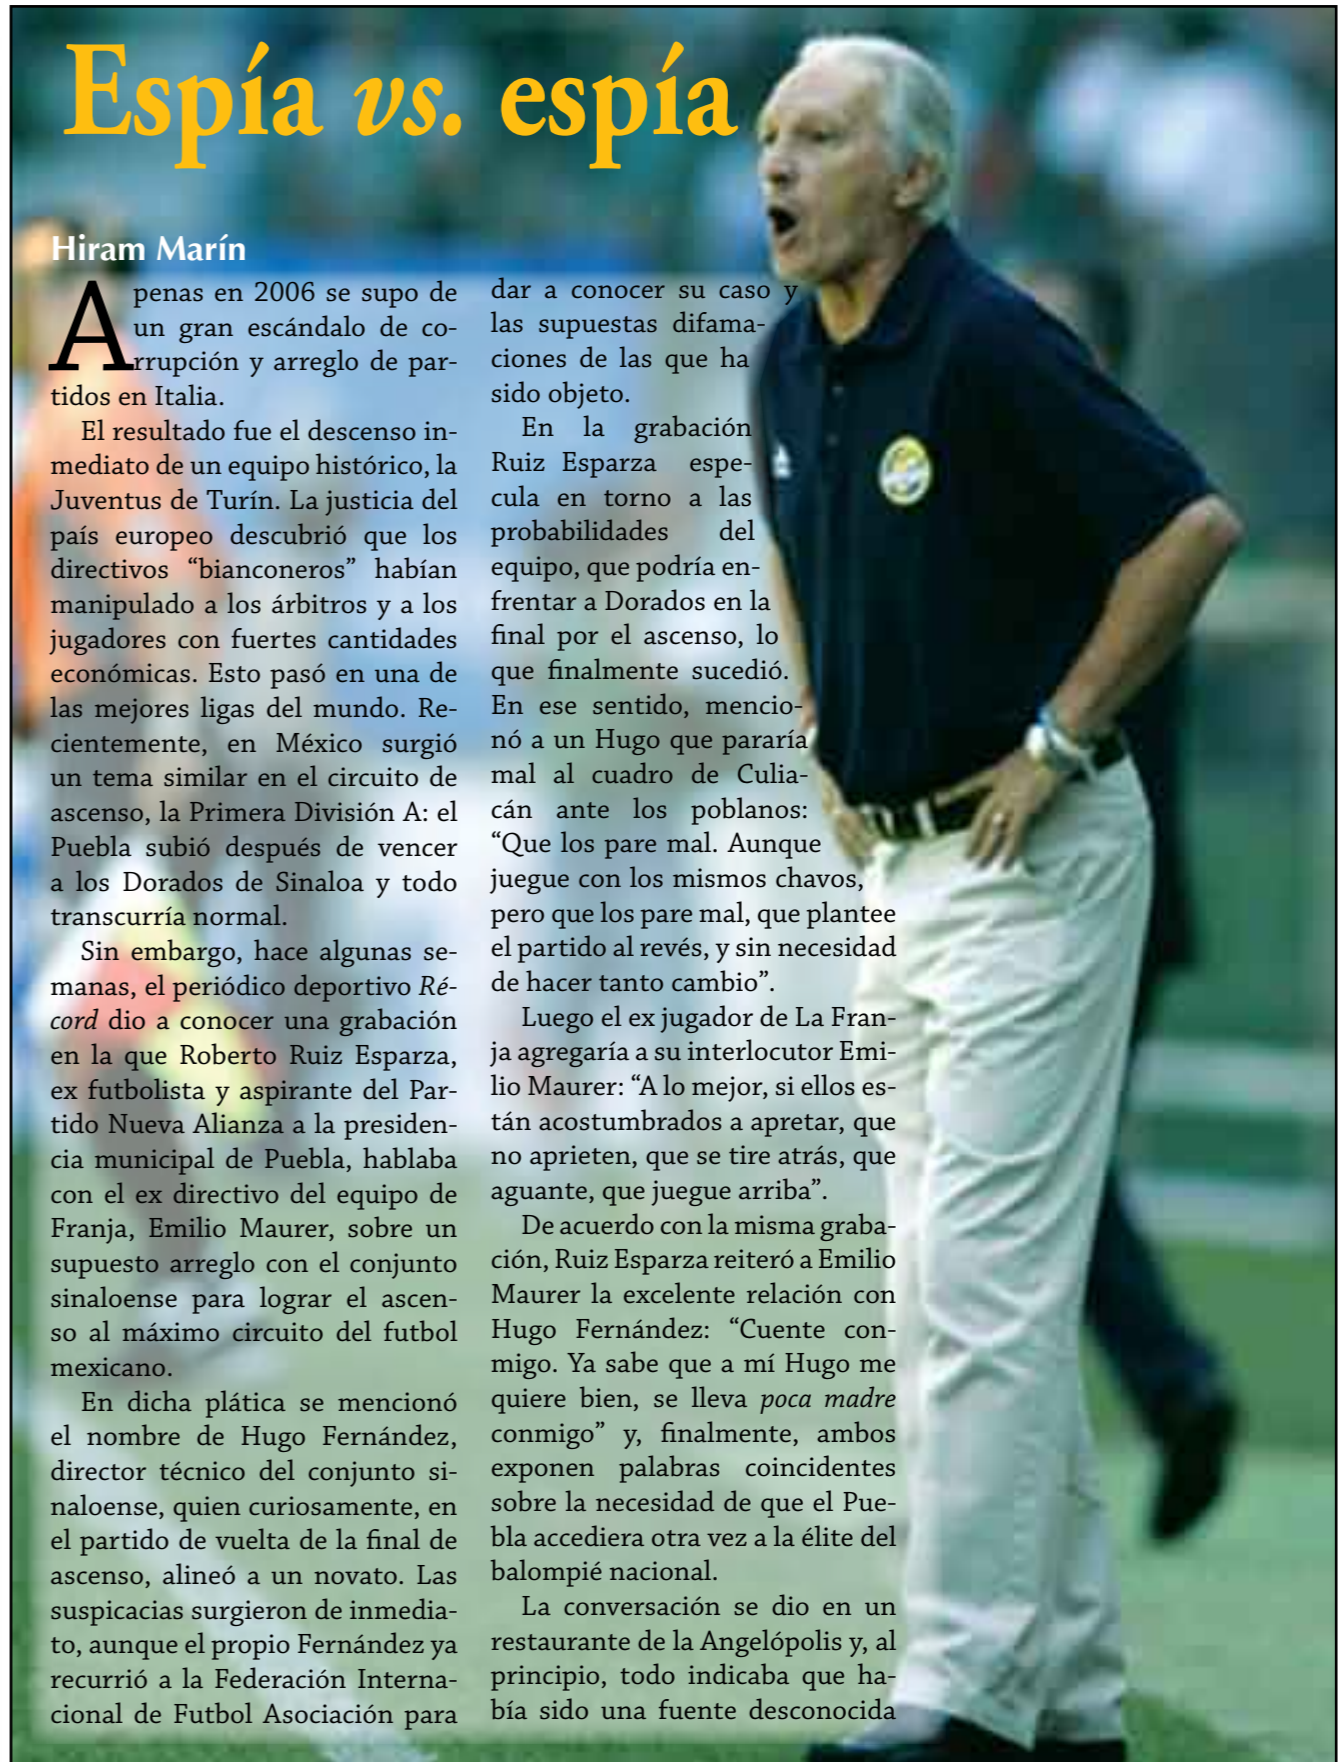 Espía vs. espía
Hiram Marín
Apenas en 2006 se supo de
un gran escándalo de co-
rrupción y arreglo de par-
tidos en Italia.
El resultado fue el descenso in-
mediato de un equipo histórico, la
Juventus de Turín. La justicia del
país europeo descubrió que los
directivos “bianconeros” habían
manipulado a los árbitros y a los
jugadores con fuertes cantidades
económicas. Esto pasó en una de
las mejores ligas del mundo. Re-
cientemente, en México surgió
un tema similar en el circuito de
ascenso, la Primera División A: el
Puebla subió después de vencer
a los Dorados de Sinaloa y todo
transcurría normal.
Sin embargo, hace algunas se-
manas, el periódico deportivo Ré-
cord dio a conocer una grabación
en la que Roberto Ruiz Esparza,
ex futbolista y aspirante del Par-
tido Nueva Alianza a la presiden-
cia municipal de Puebla, hablaba
con el ex directivo del equipo de
Franja, Emilio Maurer, sobre un
supuesto arreglo con el conjunto
sinaloense para lograr el ascen-
so al máximo circuito del futbol
mexicano.
En dicha plática se mencionó
el nombre de Hugo Fernández,
director técnico del conjunto si-
naloense, quien curiosamente, en
el partido de vuelta de la final de
ascenso, alineó a un novato. Las
suspicacias surgieron de inmedia-
to, aunque el propio Fernández ya
recurrió a la Federación Interna-
cional de Futbol Asociación para
dar a conocer su caso y
las supuestas difama-
ciones de las que ha
sido objeto.
En la grabación
Ruiz Esparza espe-
cula en torno a las
probabilidades del
equipo, que podría en-
frentar a Dorados en la
final por el ascenso, lo
que finalmente sucedió.
En ese sentido, mencio-
nó a un Hugo que pararía
mal al cuadro de Culia-
cán ante los poblanos:
“Que los pare mal. Aunque
juegue con los mismos chavos,
pero que los pare mal, que plantee
el partido al revés, y sin necesidad
de hacer tanto cambio”.
Luego el ex jugador de La Fran-
ja agregaría a su interlocutor Emi-
lio Maurer: “A lo mejor, si ellos es-
tán acostumbrados a apretar, que
no aprieten, que se tire atrás, que
aguante, que juegue arriba”.
De acuerdo con la misma graba-
ción, Ruiz Esparza reiteró a Emilio
Maurer la excelente relación con
Hugo Fernández: “Cuente con-
migo. Ya sabe que a mí Hugo me
quiere bien, se lleva poca madre
conmigo” y, finalmente, ambos
exponen palabras coincidentes
sobre la necesidad de que el Pue-
bla accediera otra vez a la élite del
balompié nacional.
La conversación se dio en un
restaurante de la Angelópolis y, al
principio, todo indicaba que ha-
bía sido una fuente desconocida